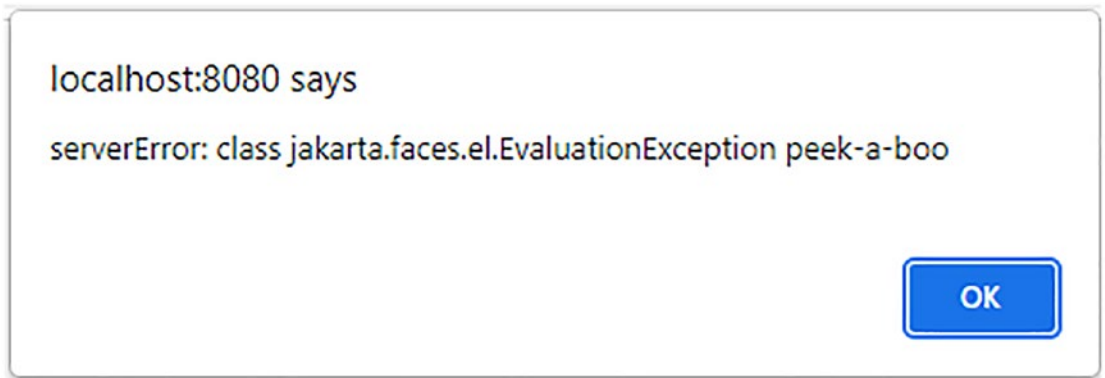 localhost:8080 says
serverError: class jakarta.faces.el.EvaluationException peek-a-boo
OK